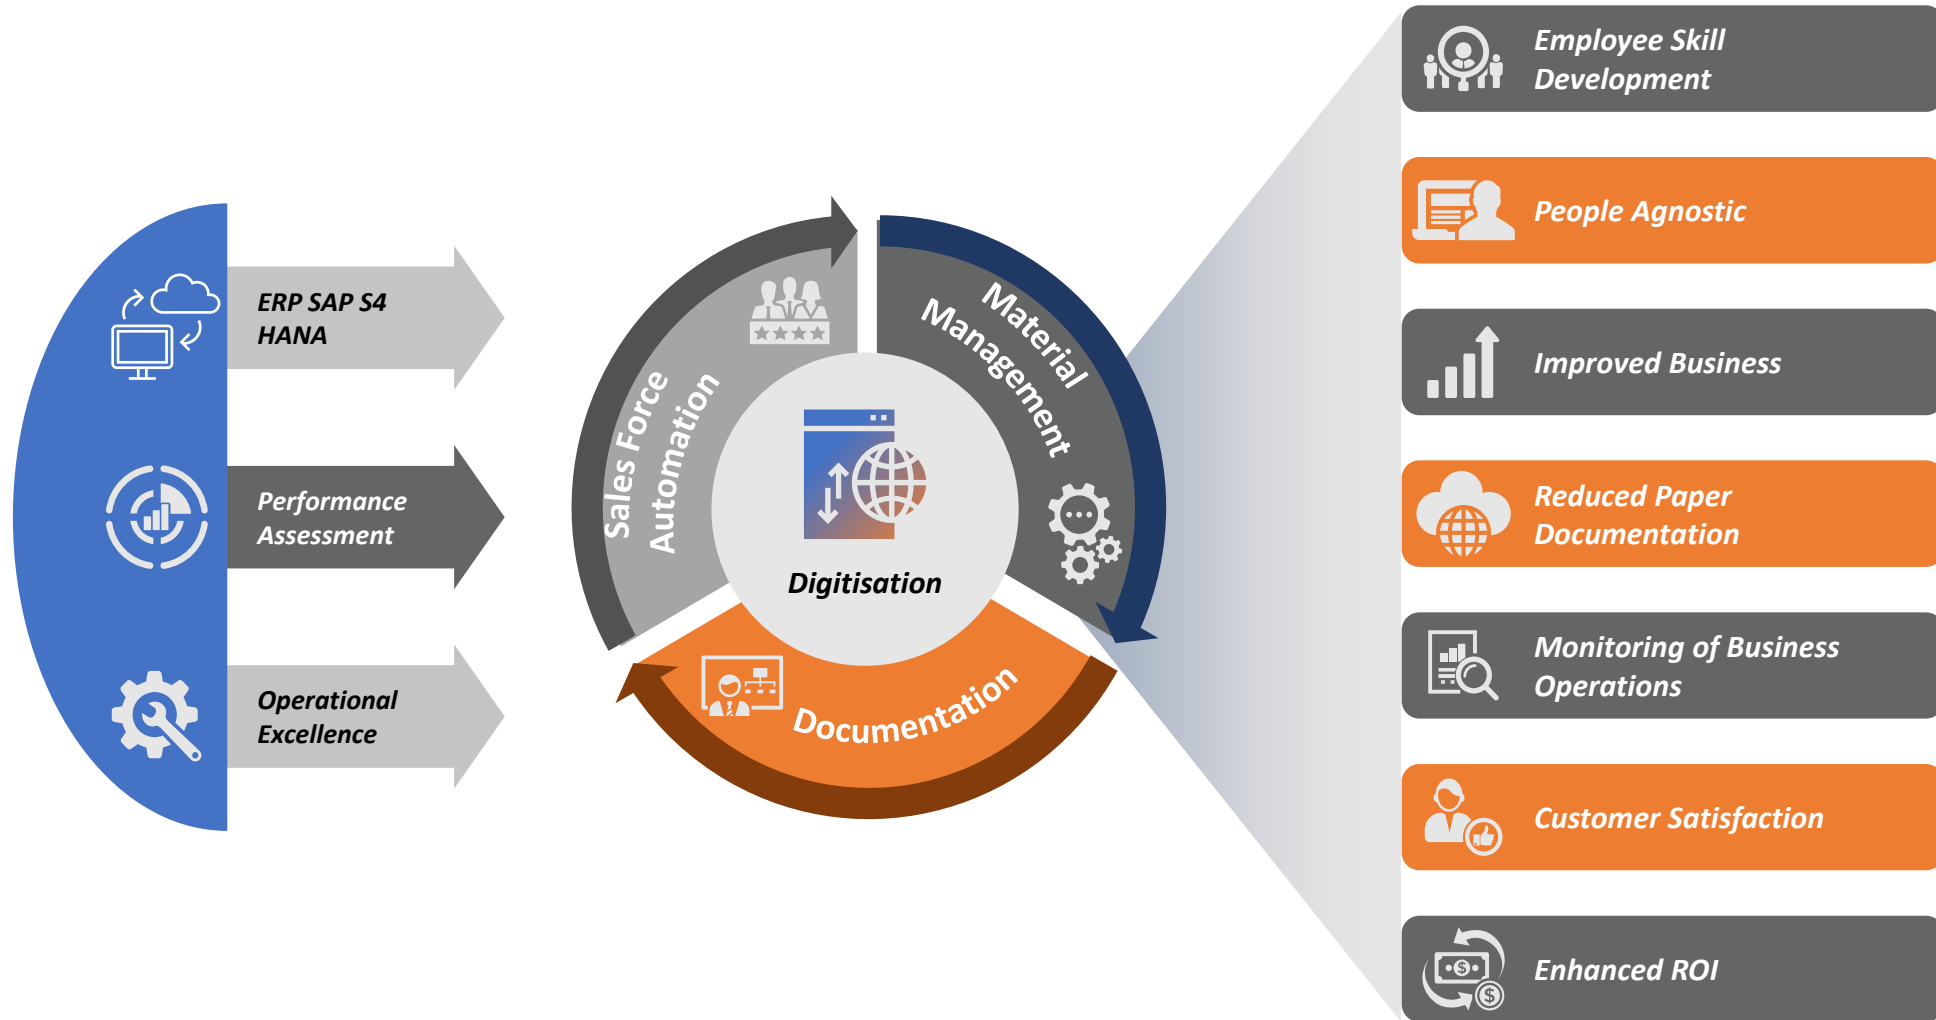 ERP SAP S4
HANA
Performance
Assessment
Operational
Excellence
Sales Force
Automation
Material
Management
Documentation
Digitisation
Employee Skill
Development
People Agnostic
Improved Business
Reduced Paper
Documentation
Monitoring of Business
Operations
Customer Satisfaction
Enhanced ROI